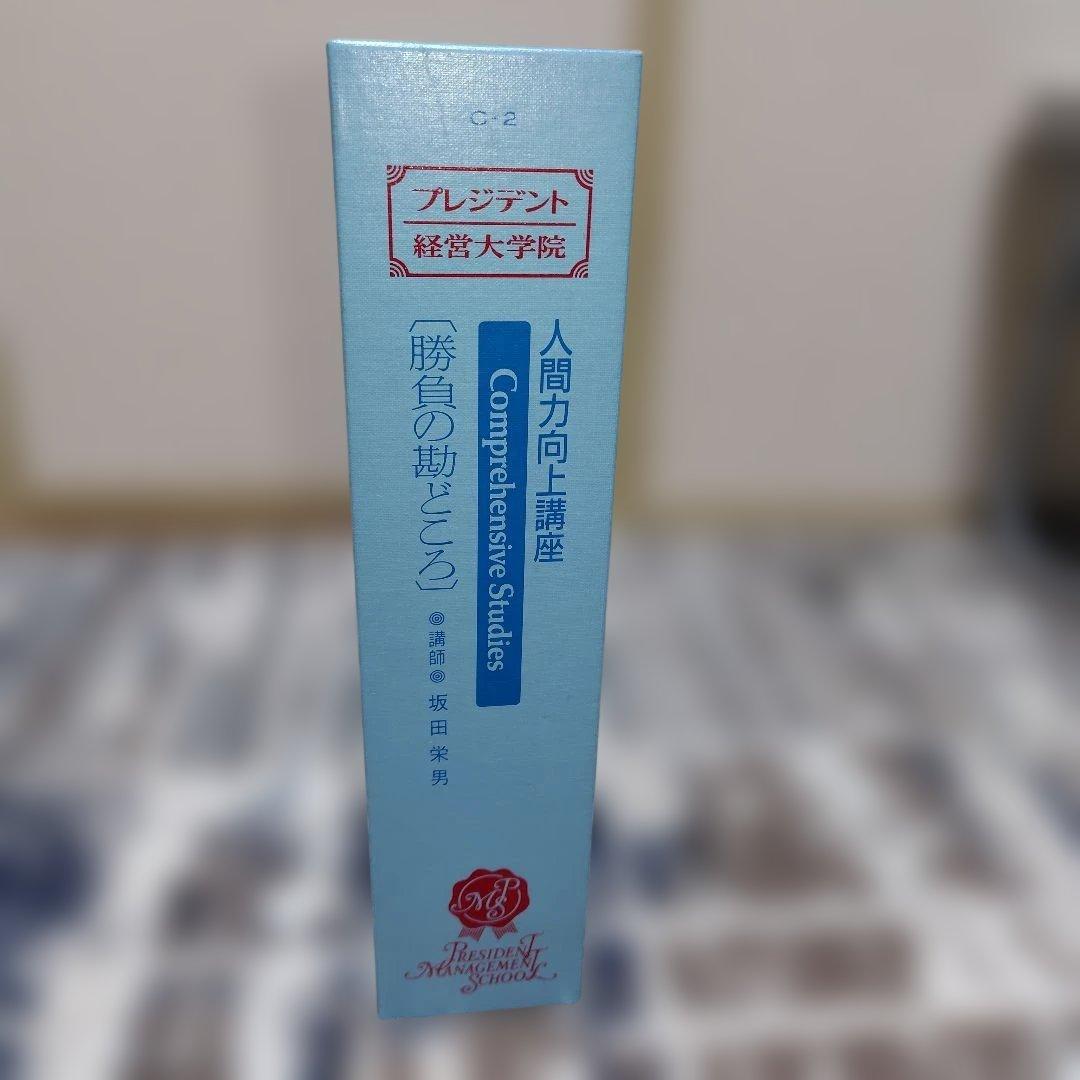 C-2
プレジデント
経営大学院
人間力向上講座
Comprehensive Studies
〔勝負の勘どころ〕
◎講師◎ 坂田栄男
MPS
PRESIDENT
MANAGEMENT
SCHOOL